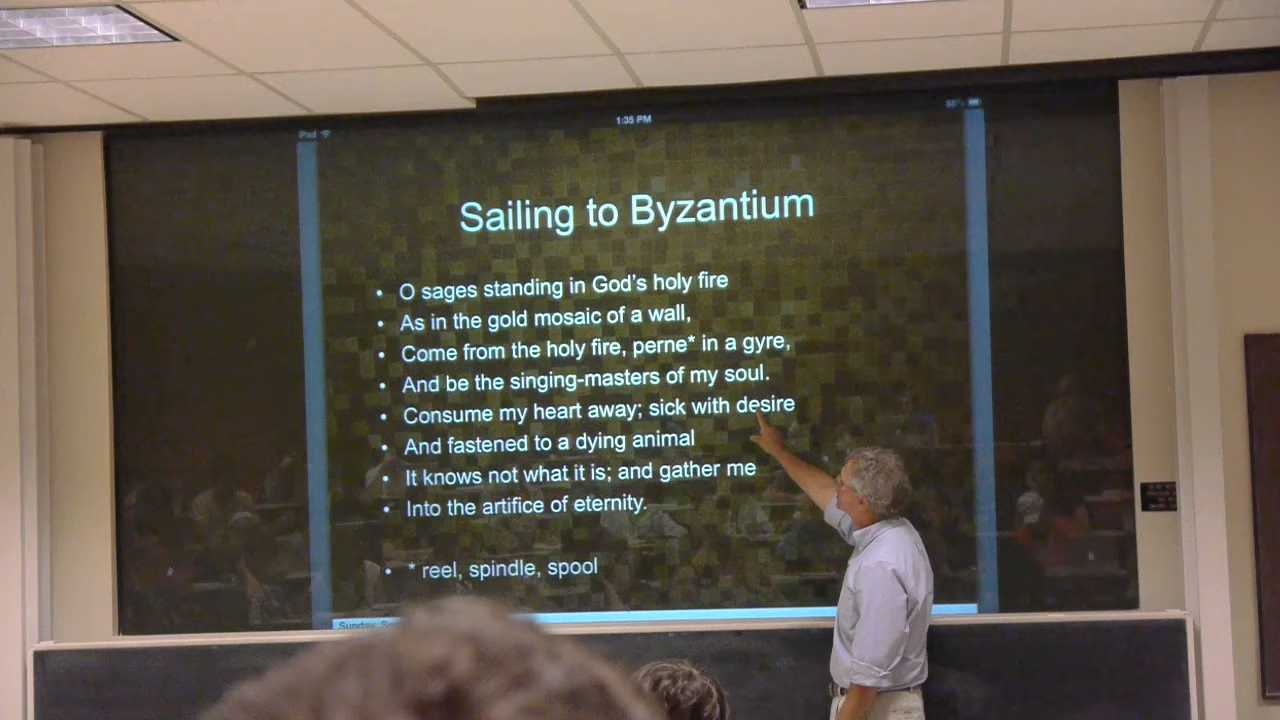 iPad
1:35 PM
Sailing to Byzantium
• O sages standing in God's holy fire
• As in the gold mosaic of a wall,
• Come from the holy fire, perne* in a gyre,
• And be the singing-masters of my soul.
• Consume my heart away; sick with desire
• And fastened to a dying animal
• It knows not what it is; and gather me
• Into the artifice of eternity.
• * reel, spindle, spool
Sunday,